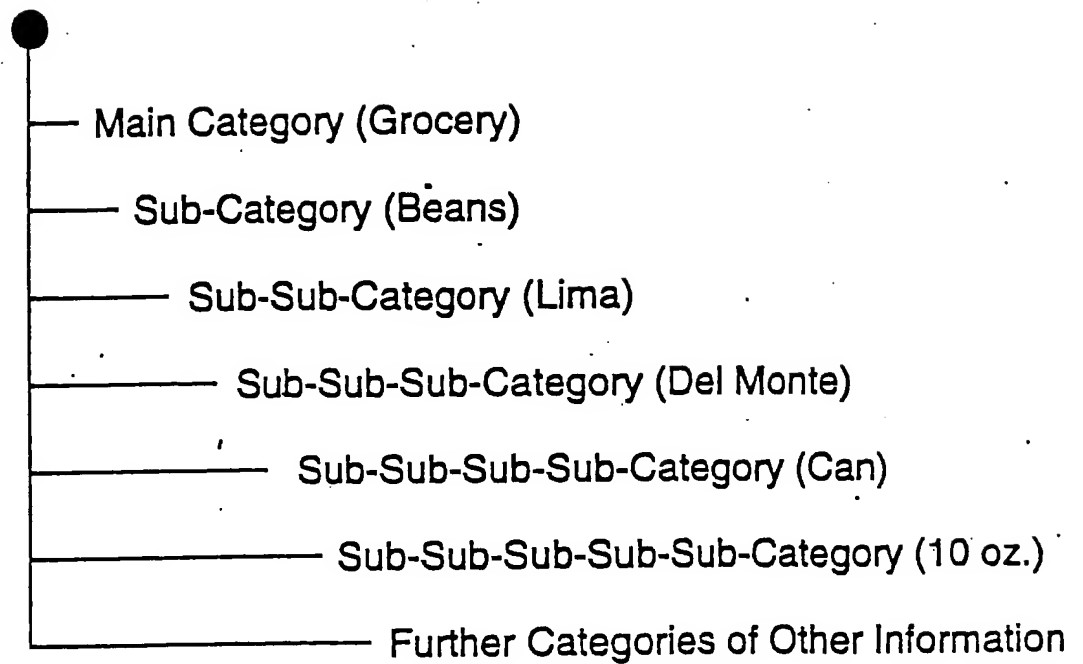 Main Category (Grocery)
Sub-Category (Beans)
Sub-Sub-Category (Lima)
Sub-Sub-Sub-Category (Del Monte)
Sub-Sub-Sub-Sub-Category (Can)
Sub-Sub-Sub-Sub-Sub-Category (10 oz.)
Further Categories of Other Information